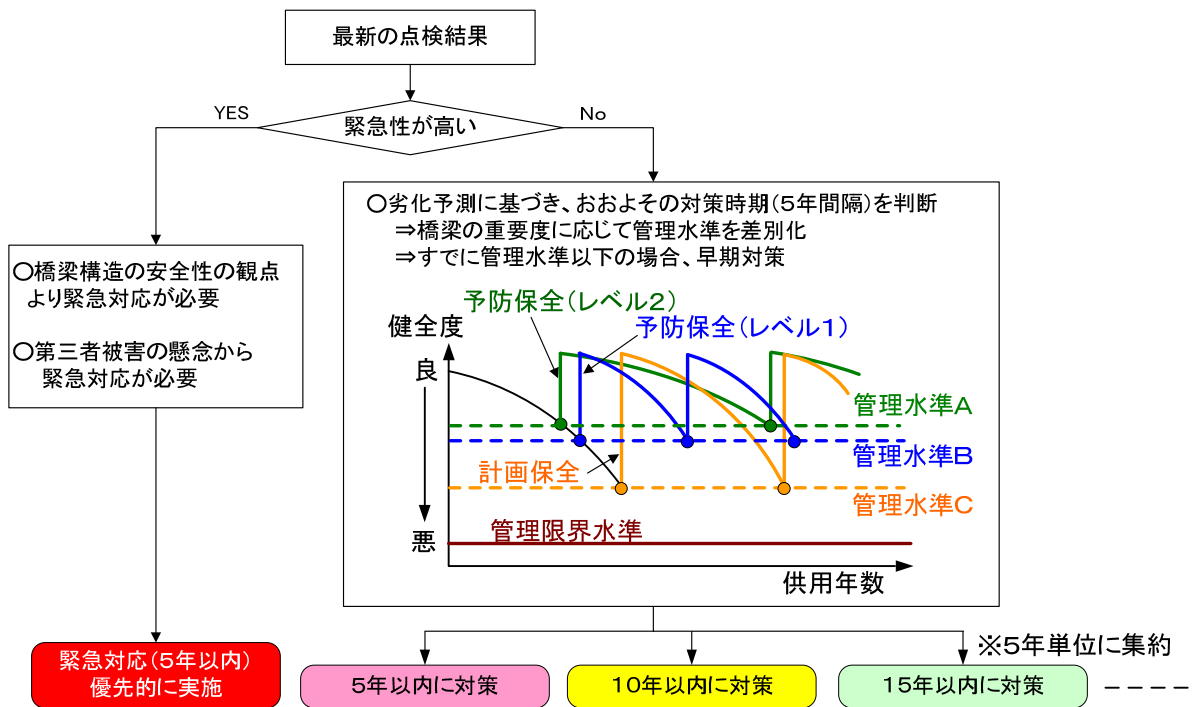 最新の点検結果
緊急性が高い
YES
No
〇橋梁構造の安全性の観点
より緊急対応が必要
〇第三者被害の懸念から
緊急対応が必要
〇劣化予測に基づき、おおよその対策時期(5年間隔)を判断
⇒橋梁の重要度に応じて管理水準を差別化
⇒すでに管理水準以下の場合、早期対策
予防保全(レベル2)
予防保全(レベル1)
健全度
良
管理水準A
管理水準B
計画保全
管理水準C
管理限界水準
悪
供用年数
※5年単位に集約
緊急対応(5年以内)
優先的に実施
5年以内に対策
10年以内に対策
15年以内に対策